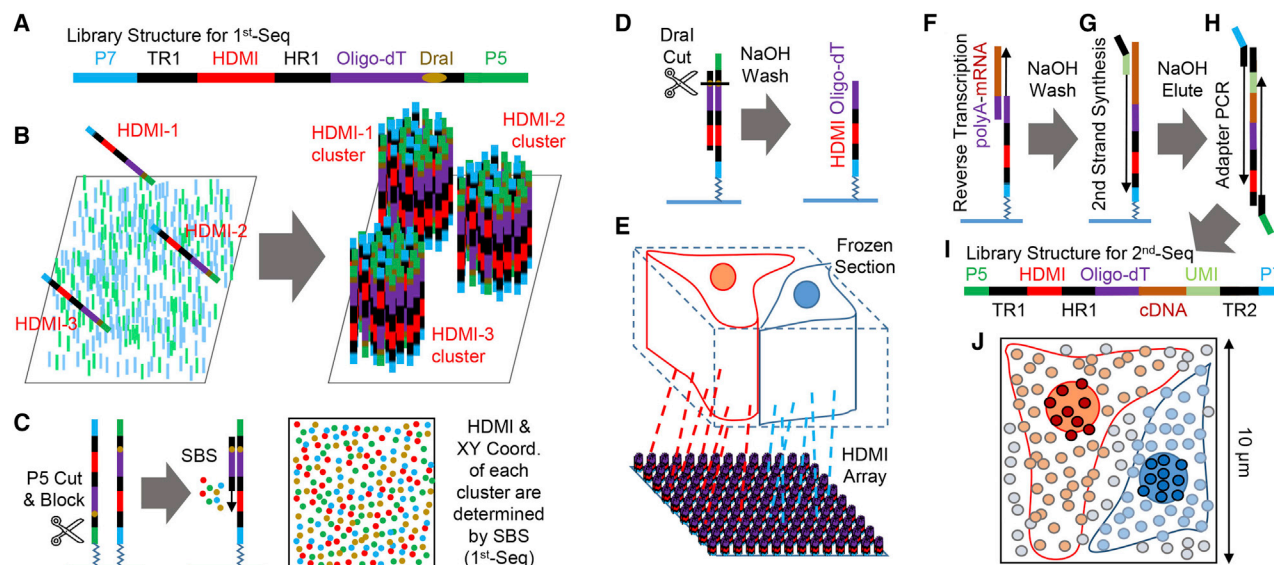 A
Library Structure for 1st-Seq
P7 TR1 HDMI HR1 Oligo-dT DraI P5
B
HDMI-1
HDMI-2
HDMI-3
HDMI-1
cluster
HDMI-2
cluster
HDMI-3
cluster
C
P5 Cut
& Block
SBS
HDMI &
XY Coord.
of each
cluster are
determined
by SBS
(1st-Seq)
D
DraI
Cut
NaOH
Wash
HDMI Oligo-dT
E
Frozen
Section
HDMI
Array
F
Reverse Transcription
polyA-mRNA
NaOH
Wash
G
2nd Strand Synthesis
NaOH
Elute
H
Adapter PCR
I
Library Structure for 2nd-Seq
P5 HDMI Oligo-dT UMI P7
TR1 HR1 cDNA TR2
J
10 μm